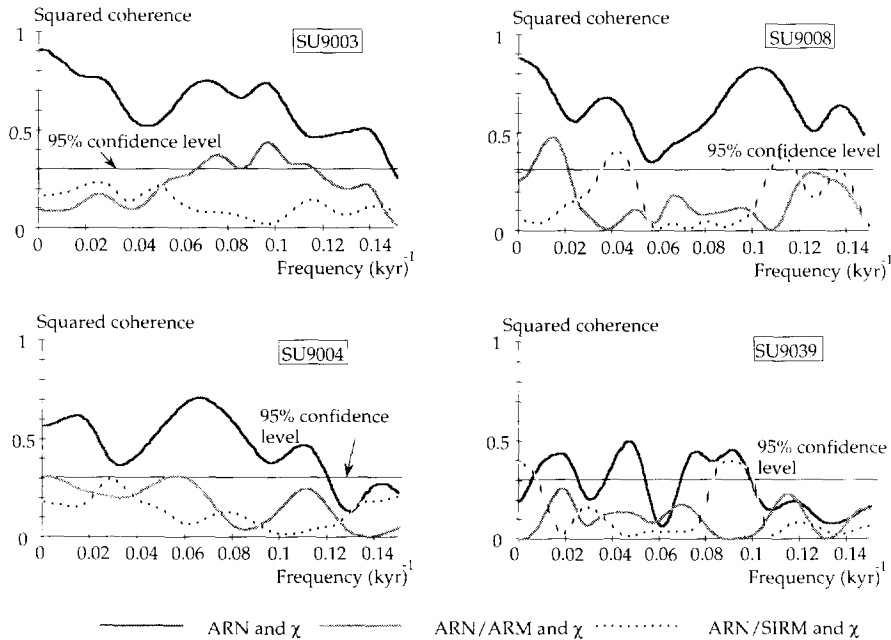 Squared coherence
SU9003
1
0.5
0
95% confidence level
0 0.02 0.04 0.06 0.08 0.1 0.12 0.14
Frequency (kyr)-1
Squared coherence
SU9008
1
0.5
0
95% confidence level
0 0.02 0.04 0.06 0.08 0.1 0.12 0.14
Frequency (kyr)-1
Squared coherence
SU9004
1
0.5
0
95% confidence
level
0 0.02 0.04 0.06 0.08 0.1 0.12 0.14
Frequency (kyr)-1
Squared coherence
SU9039
1
0.5
0
95% confidence
level
0 0.02 0.04 0.06 0.08 0.1 0.12 0.14
Frequency (kyr)-1
ARN and χ ARN/ARM and χ ARN/SIRM and χ